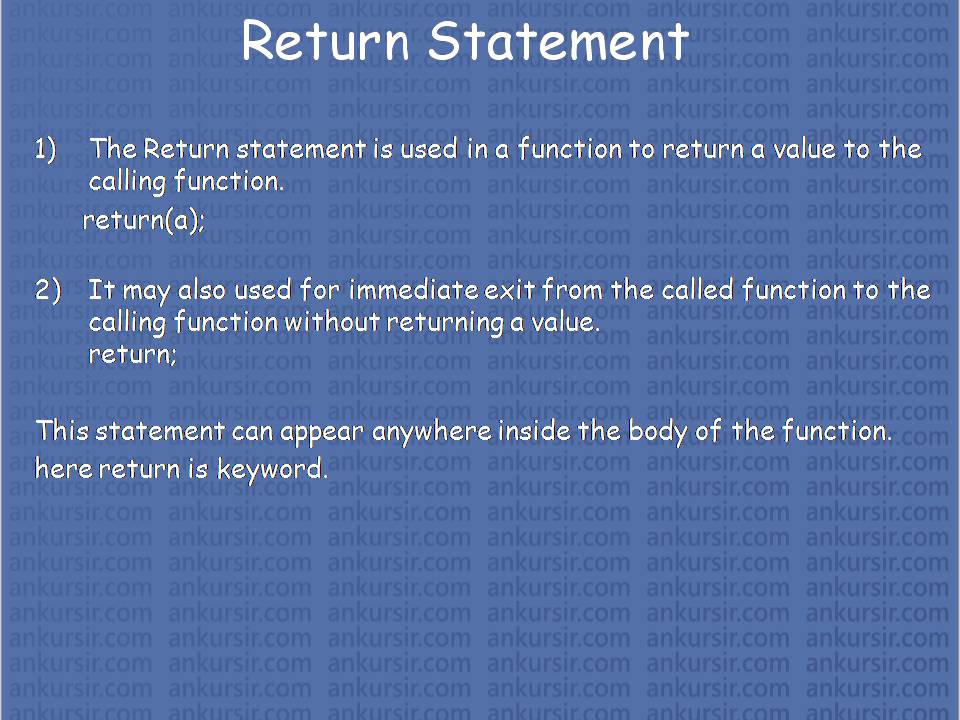 Return Statement
1) The Return statement is used in a function to return a value to the
calling function.
return(a);
2) It may also used for immediate exit from the called function to the
calling function without returning a value.
return;
This statement can appear anywhere inside the body of the function.
here return is keyword.